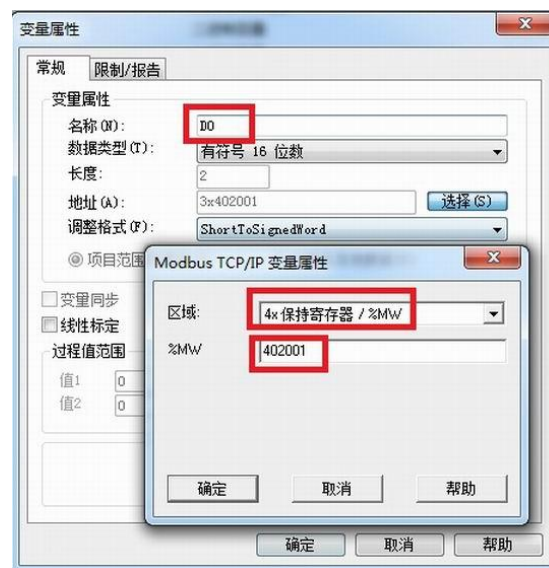 变量属性
常规 限制/报告
变量属性
名称(N): DO
数据类型(T): 有符号 16 位数
长度: 2
地址(A): 3x402001 选择(S)
调整格式(F): ShortToSignedWord
项目范围
Modbus TCP/IP 变量属性
变量同步
区域: 4x 保持寄存器 / %MW
线性标定
过程值范围
%MW 402001
值1 0
值2 0
确定 取消 帮助
确定 取消 帮助